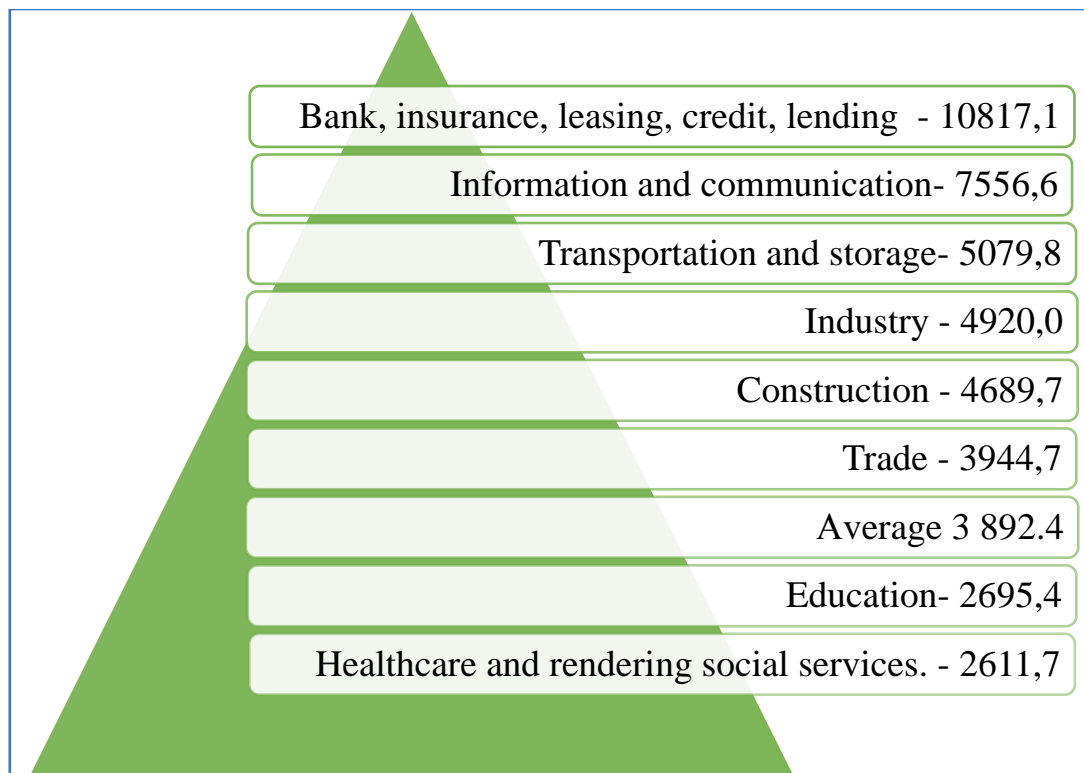 Bank, insurance, leasing, credit, lending - 10817,1
Information and communication- 7556,6
Transportation and storage- 5079,8
Industry - 4920,0
Construction - 4689,7
Trade - 3944,7
Average 3 892.4
Education- 2695,4
Healthcare and rendering social services. - 2611,7